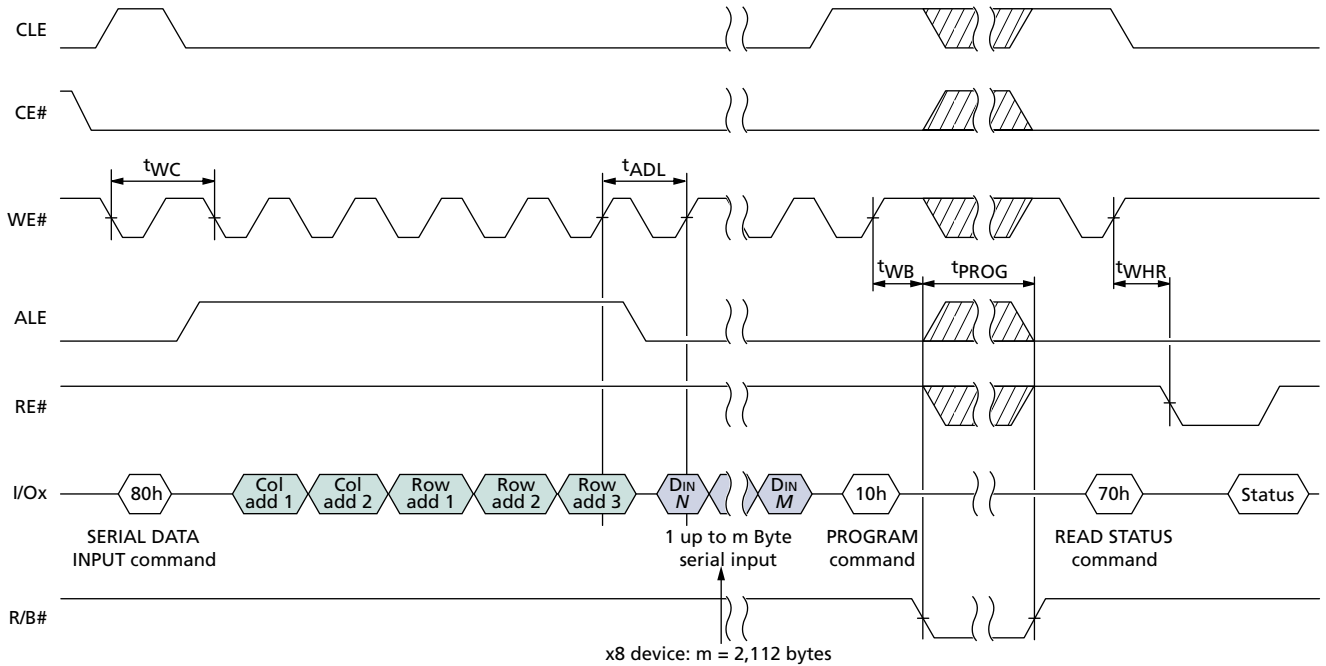 CLE
CE#
tWC
tADL
WE#
tWB
tPROG
tWHR
ALE
RE#
I/Ox
80h
Col
add 1
Col
add 2
Row
add 1
Row
add 2
Row
add 3
DIN
N
DIN
M
10h
70h
Status
SERIAL DATA
INPUT command
1 up to m Byte
serial input
PROGRAM
command
READ STATUS
command
R/B#
x8 device: m = 2,112 bytes